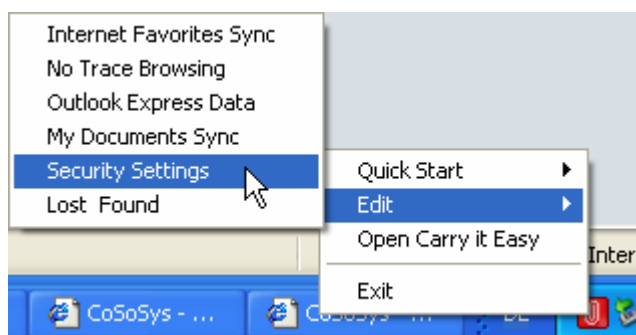 Internet Favorites Sync
No Trace Browsing
Outlook Express Data
My Documents Sync
Security Settings
Lost Found
Quick Start
Edit
Open Carry it Easy
Exit
Inter
CoSoSys - ...